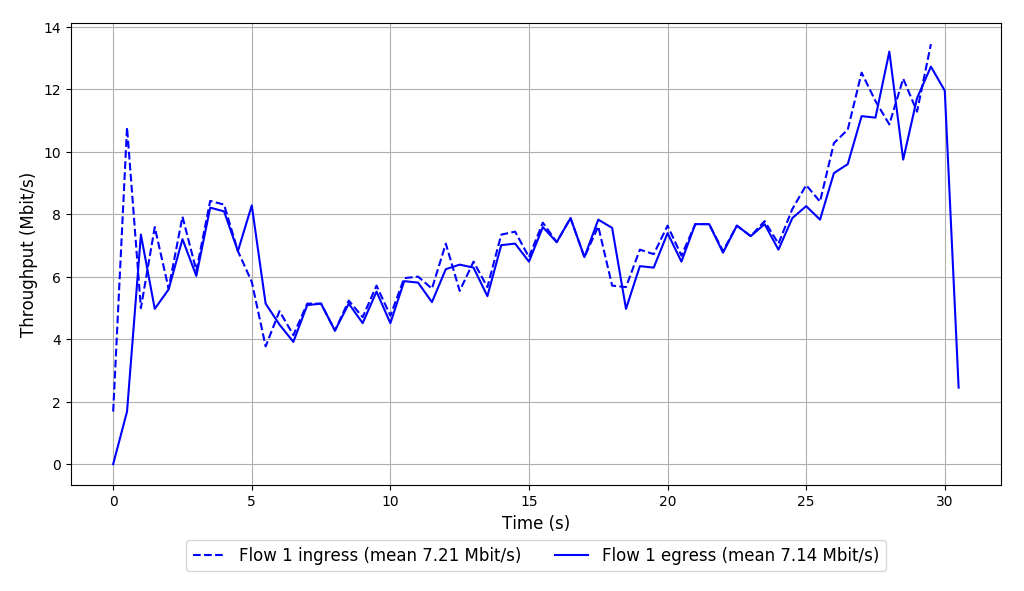 14
12
10
8
6
4
2
0
Throughput (Mbit/s)
0 5 10 15 20 25 30
Time (s)
Flow 1 ingress (mean 7.21 Mbit/s) Flow 1 egress (mean 7.14 Mbit/s)